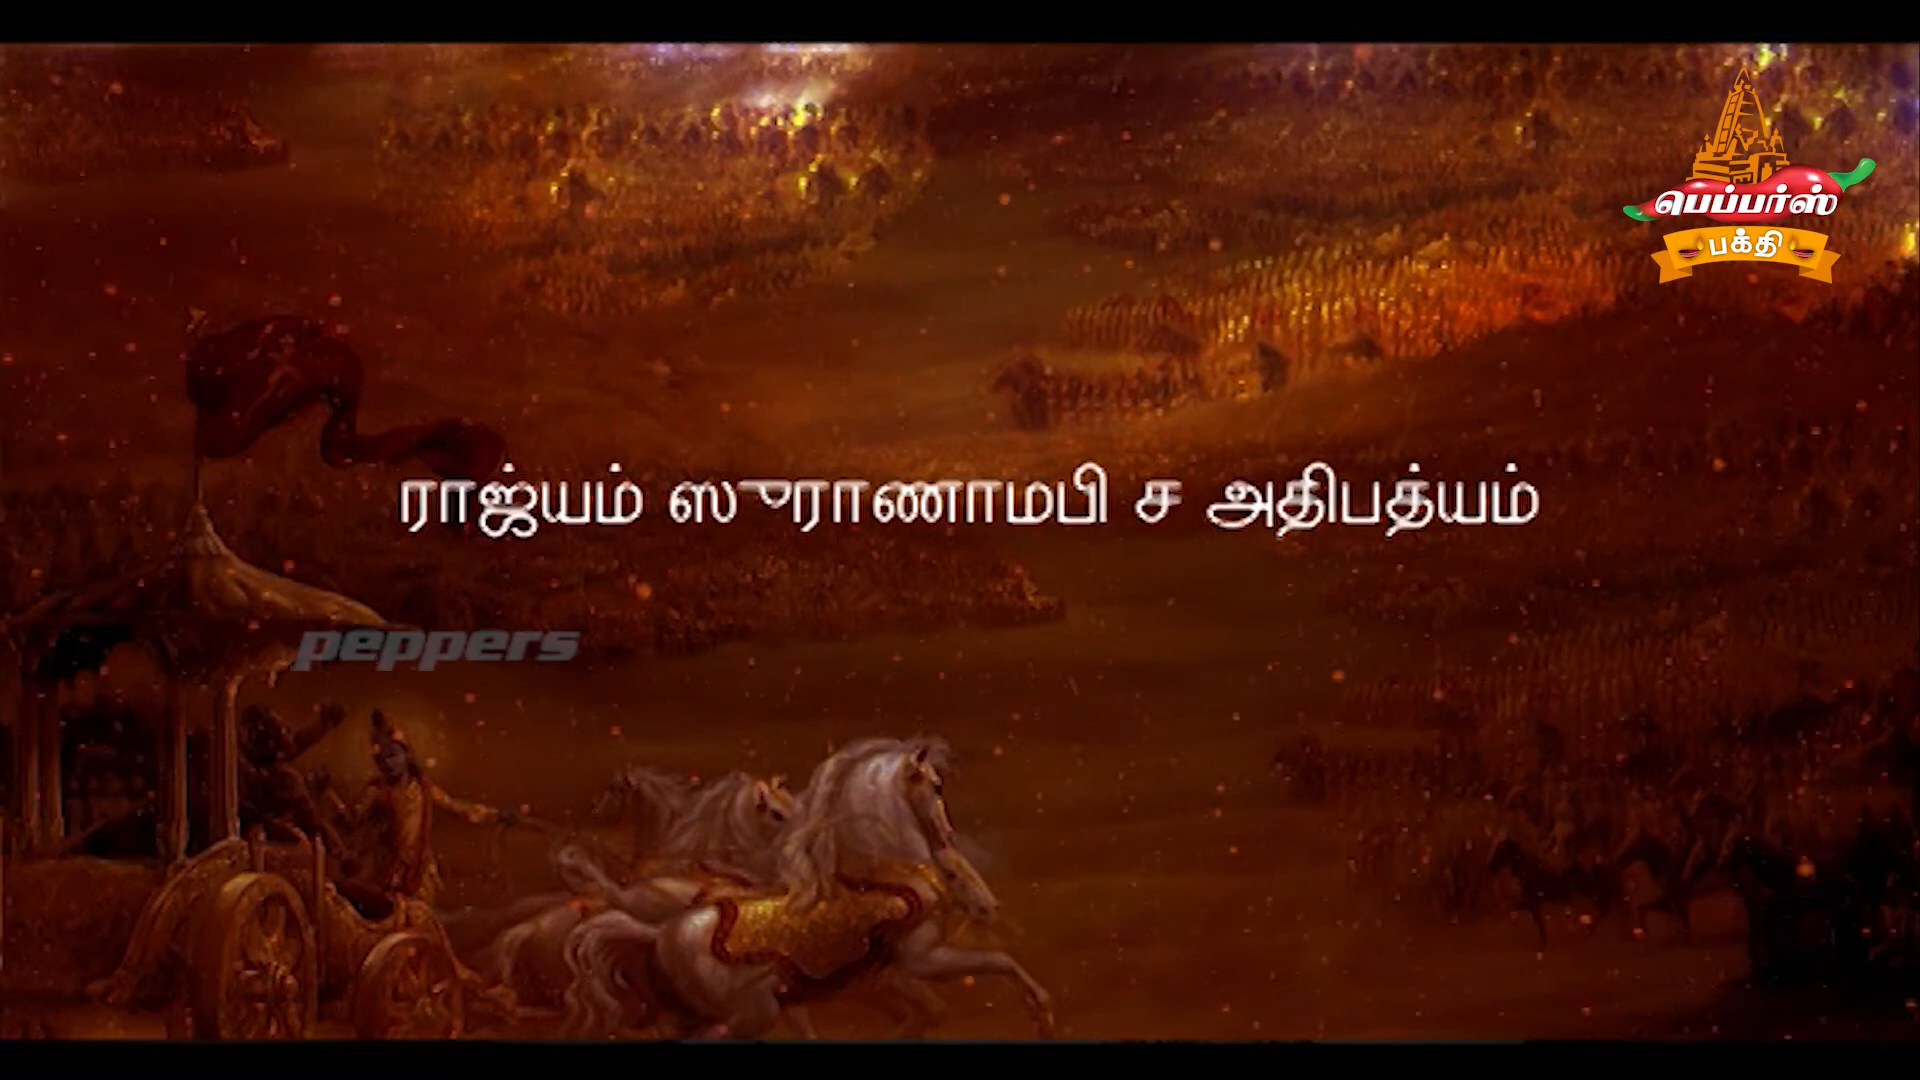 பெப்பர்ஸ்
பக்தி
ராஜ்யம் ஸுராணாமபி ச அதிபத்யம்
peppers